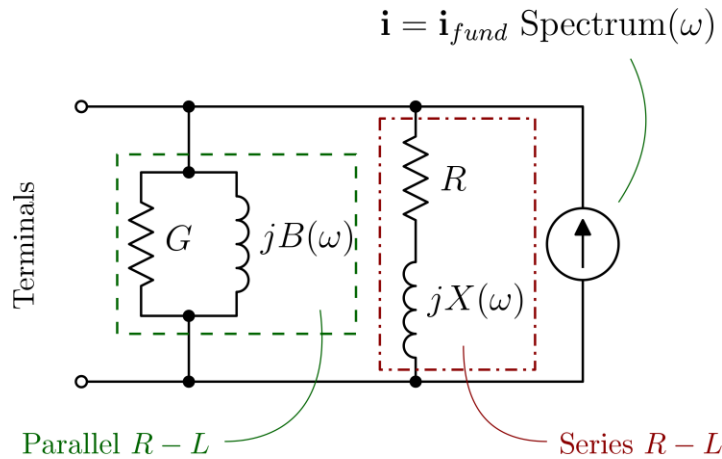 i = i_fund Spectrum(ω)
Terminals
G
jB(ω)
R
jX(ω)
Parallel R − L
Series R − L